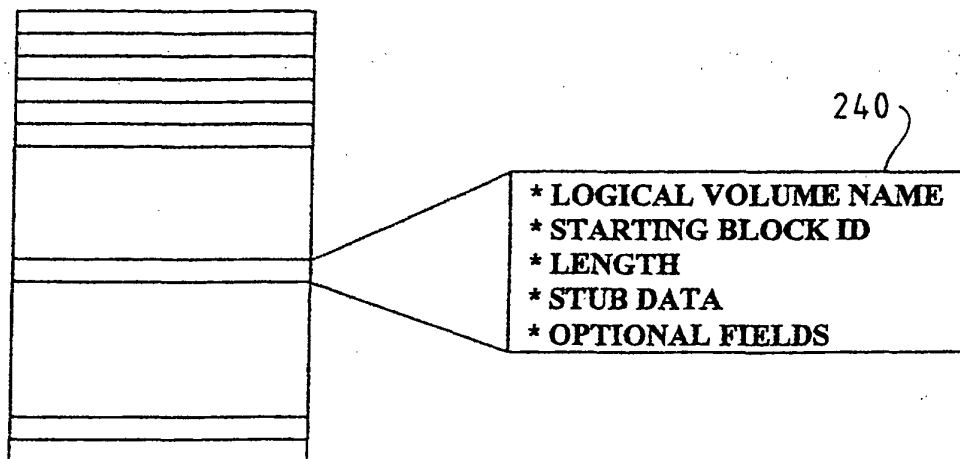 240
* LOGICAL VOLUME NAME
* STARTING BLOCK ID
* LENGTH
* STUB DATA
* OPTIONAL FIELDS